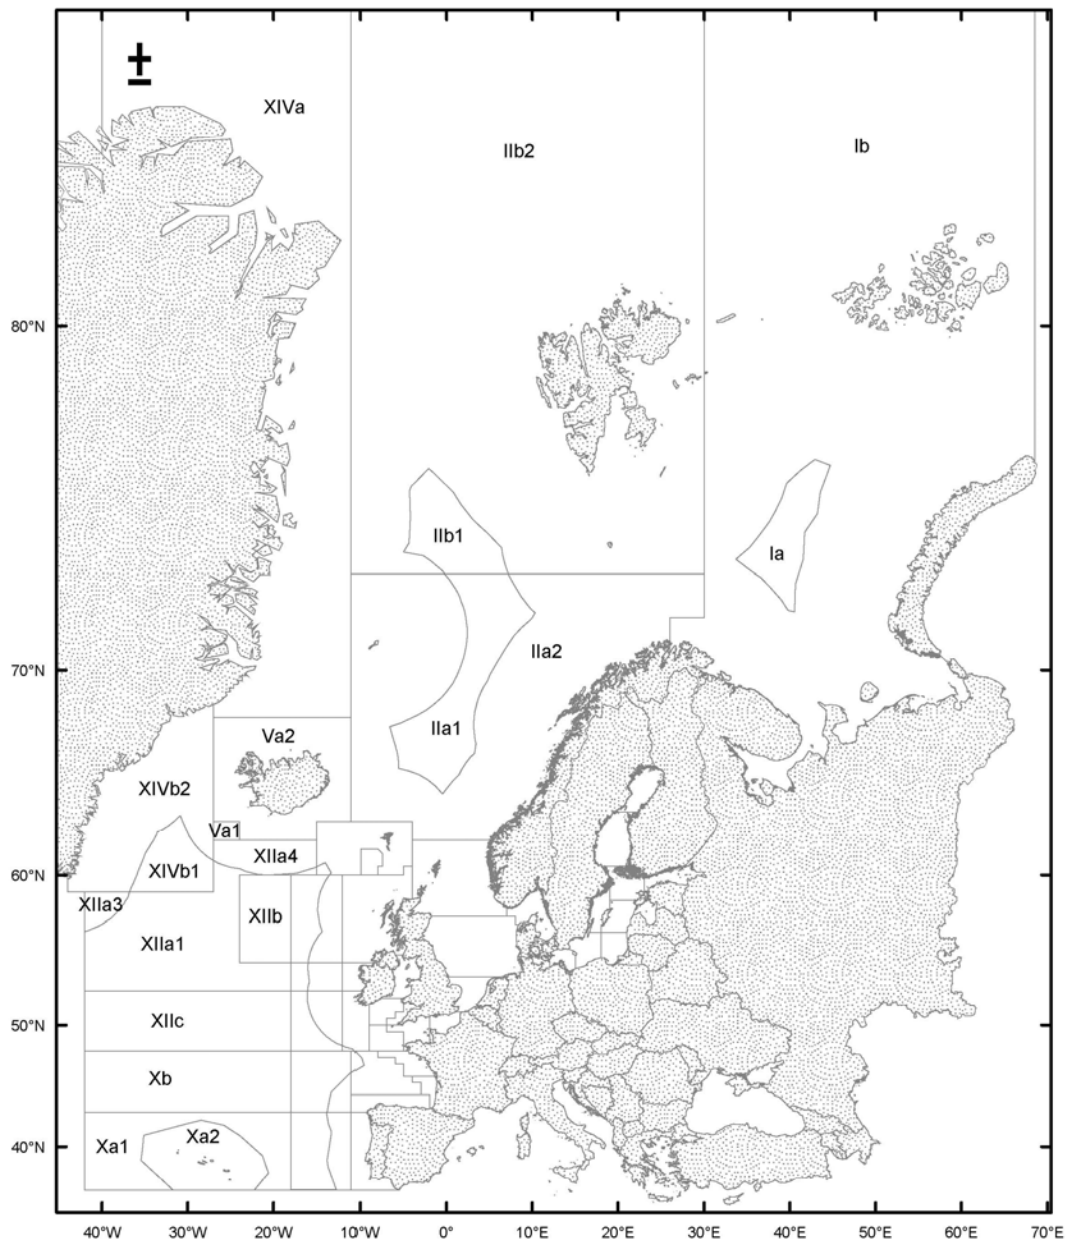 ±
XIVa
IIb2
Ib
80°N
IIb1
Ia
IIa2
70°N
IIa1
Va2
XIVb2
Va1
XIIa4
XIVb1
60°N
XIIa3
XIIb
XIIa1
XIIc
50°N
Xb
Xa1
Xa2
40°N
40°W 30°W 20°W 10°W 0° 10°E 20°E 30°E 40°E 50°E 60°E 70°E